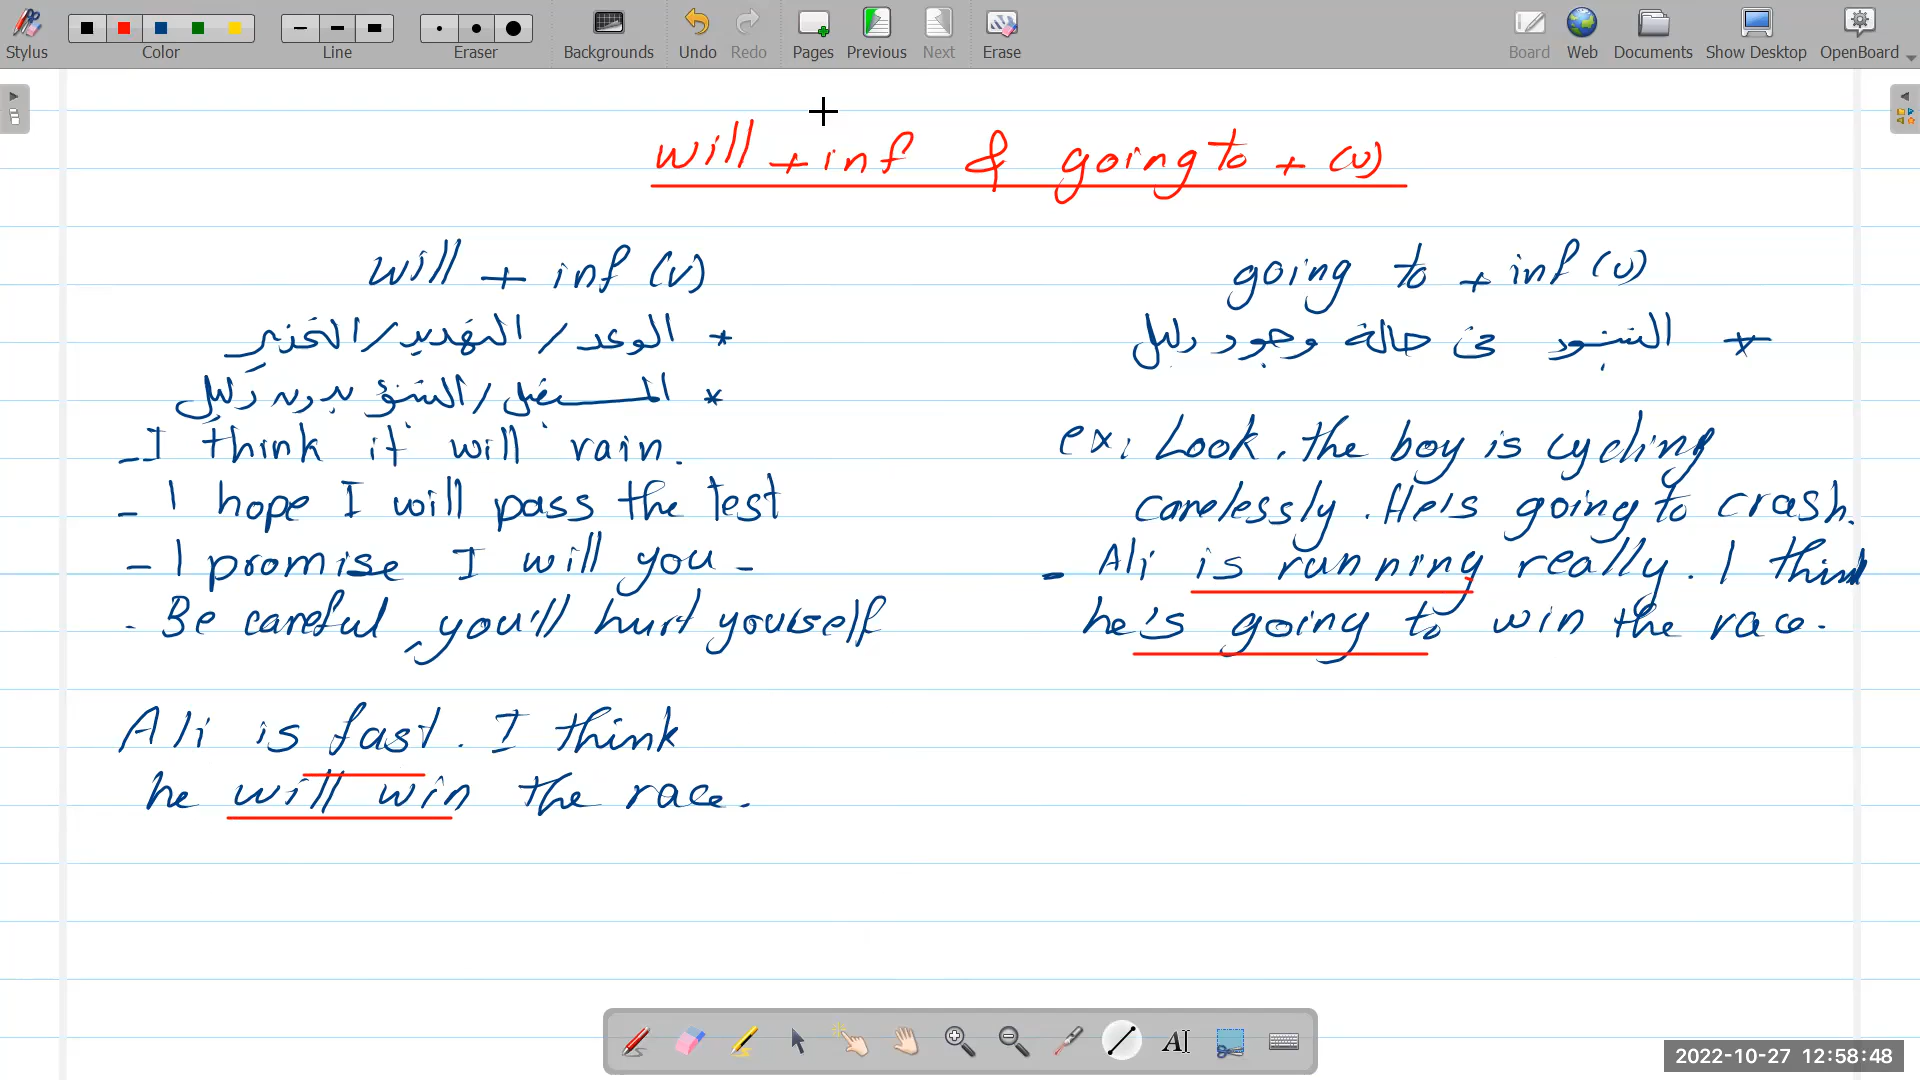 Stylus Color Line Eraser Backgrounds Undo Redo Pages Previous Next Erase Board Web Documents Show Desktop OpenBoard
will + inf & going to + (v)
will + inf (v)
* الوعد / التهديد / التحذير
* المستقبل / التنبؤ بدون دليل
- I think it will rain.
- I hope I will pass the test
- I promise I will you -
- Be careful, you'll hurt yourself
Ali is fast. I think
he will win the race.
going to + inf (v)
* التنبؤ في حالة وجود دليل
ex: Look, the boy is cycling
carelessly. He's going to crash.
- Ali is running really. I think
he's going to win the race.
2022-10-27 12:58:48